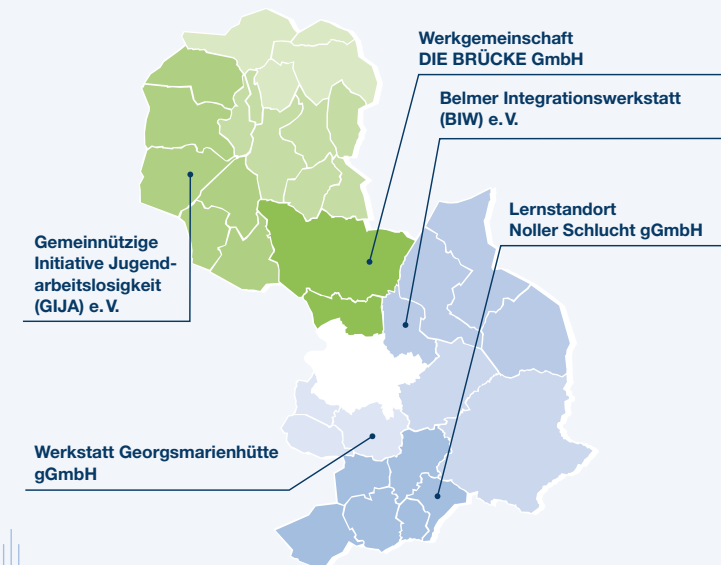 Werkgemeinschaft
DIE BRÜCKE GmbH
Belmer Integrationswerkstatt
(BIW) e.V.
Lernstandort
Noller Schlucht gGmbH
Gemeinnützige
Initiative Jugend-
arbeitslosigkeit
(GIJA) e.V.
Werkstatt Georgsmarienhütte
gGmbH